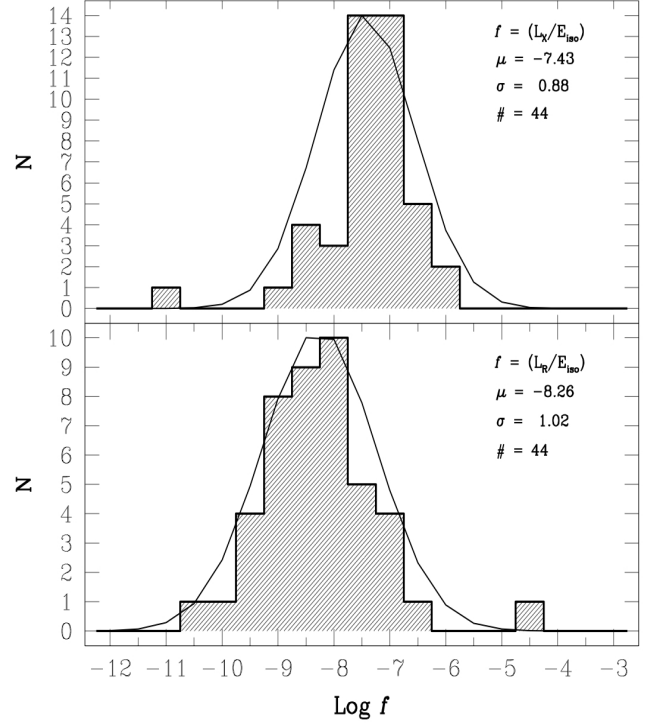 14
13
12
11
10
9
8
7
6
5
4
3
2
1
0
N
f = (L_X/E_iso)
μ = −7.43
σ = 0.88
# = 44
10
9
8
7
6
5
4
3
2
1
0
N
f = (L_R/E_iso)
μ = −8.26
σ = 1.02
# = 44
−12 −11 −10 −9 −8 −7 −6 −5 −4 −3
Log f